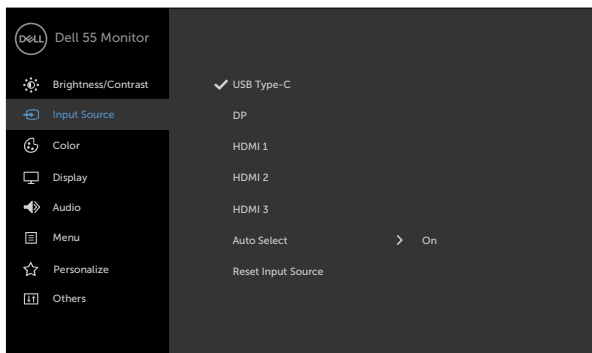 DELL Dell 55 Monitor
Brightness/Contrast
USB Type-C
Input Source
DP
Color
HDMI 1
Display
HDMI 2
Audio
HDMI 3
Menu
Auto Select On
Personalize
Reset Input Source
Others